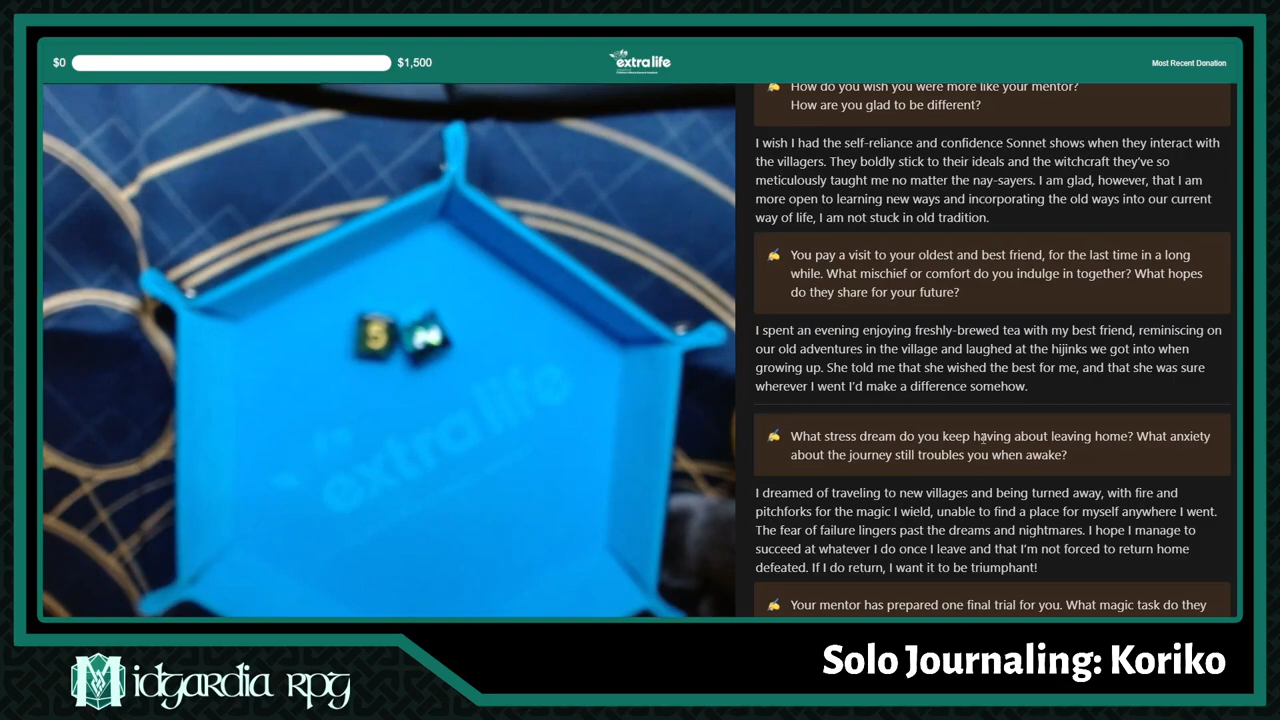 $0
$1,500
extralife
Most Recent Donation
How do you wish you were more like your mentor?
How are you glad to be different?
I wish I had the self-reliance and confidence Sonnet shows when they interact with
the villagers. They boldly stick to their ideals and the witchcraft they've so
meticulously taught me no matter the nay-sayers. I am glad, however, that I am
more open to learning new ways and incorporating the old ways into our current
way of life, I am not stuck in old tradition.
You pay a visit to your oldest and best friend, for the last time in a long
while. What mischief or comfort do you indulge in together? What hopes
do they share for your future?
I spent an evening enjoying freshly-brewed tea with my best friend, reminiscing on
our old adventures in the village and laughed at the hijinks we got into when
growing up. She told me that she wished the best for me, and that she was sure
wherever I went I'd make a difference somehow.
What stress dream do you keep having about leaving home? What anxiety
about the journey still troubles you when awake?
I dreamed of traveling to new villages and being turned away, with fire and
pitchforks for the magic I wield, unable to find a place for myself anywhere I went.
The fear of failure lingers past the dreams and nightmares. I hope I manage to
succeed at whatever I do once I leave and that I'm not forced to return home
defeated. If I do return, I want it to be triumphant!
Your mentor has prepared one final trial for you. What magic task do they
extralife
Solo Journaling: Koriko
Midgardia RPG